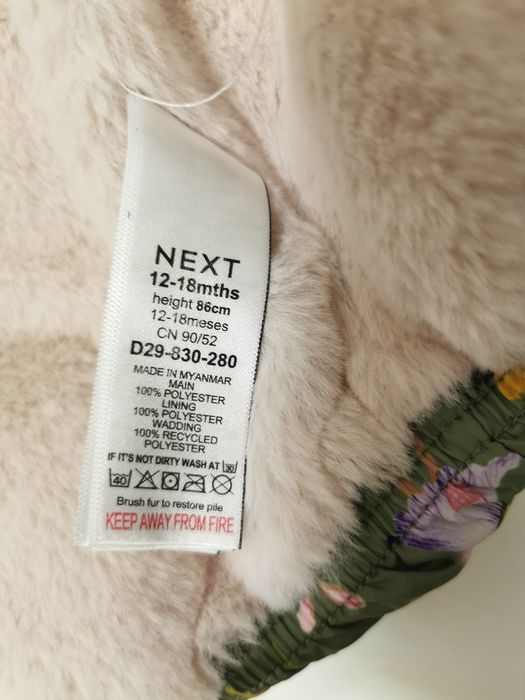 NEXT
12-18mths
height 86cm
12-18meses
CN 90/52
D29-830-280
MADE IN MYANMAR
MAIN
100% POLYESTER
LINING
100% POLYESTER
WADDING
100% RECYCLED
POLYESTER
IF IT'S NOT DIRTY WASH AT 30
40
Brush fur to restore pile
KEEP AWAY FROM FIRE